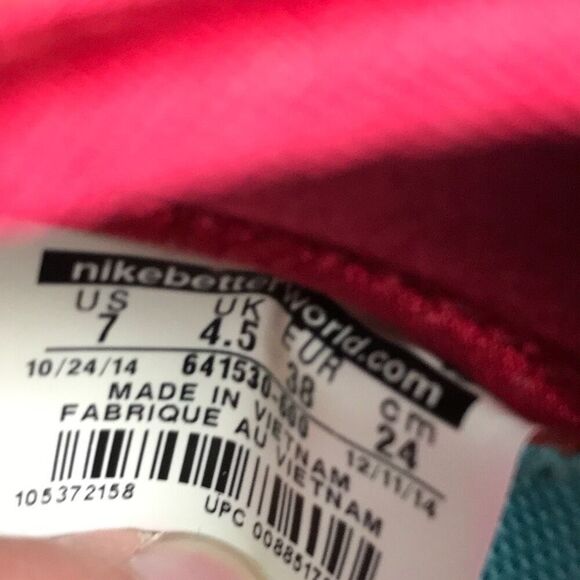 nikebetterworld.com
US UK EUR cm
7 4.5 38 24
10/24/14 641530-600 12/11/14
MADE IN VIETNAM
FABRIQUE AU VIETNAM
105372158 UPC